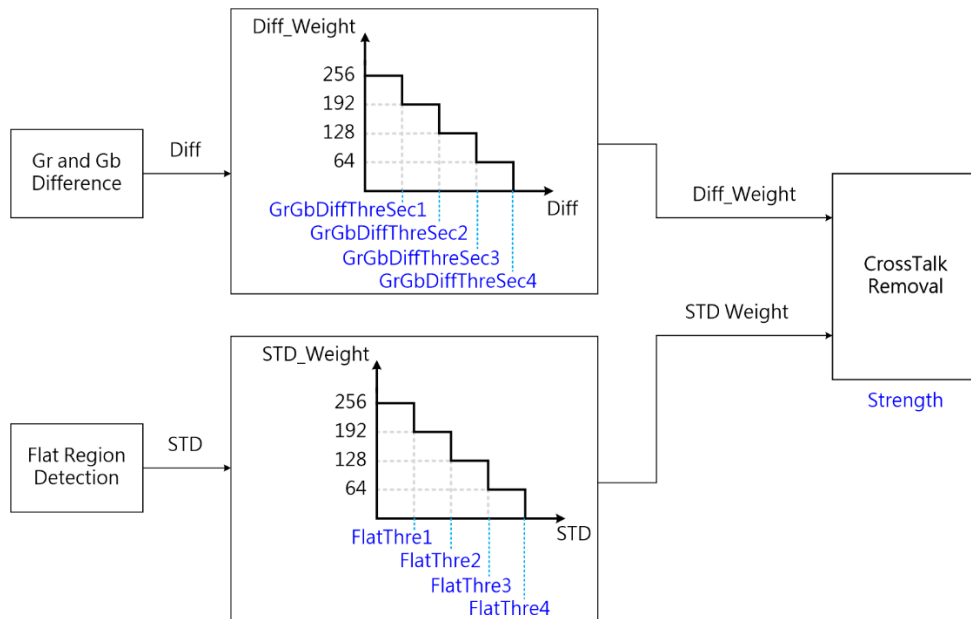 Gr and Gb
Difference
Diff
Diff_Weight
256
192
128
64
Diff
GrGbDiffThreSec1
GrGbDiffThreSec2
GrGbDiffThreSec3
GrGbDiffThreSec4
Diff_Weight
Flat Region
Detection
STD
STD_Weight
256
192
128
64
STD
FlatThre1
FlatThre2
FlatThre3
FlatThre4
STD Weight
CrossTalk
Removal
Strength